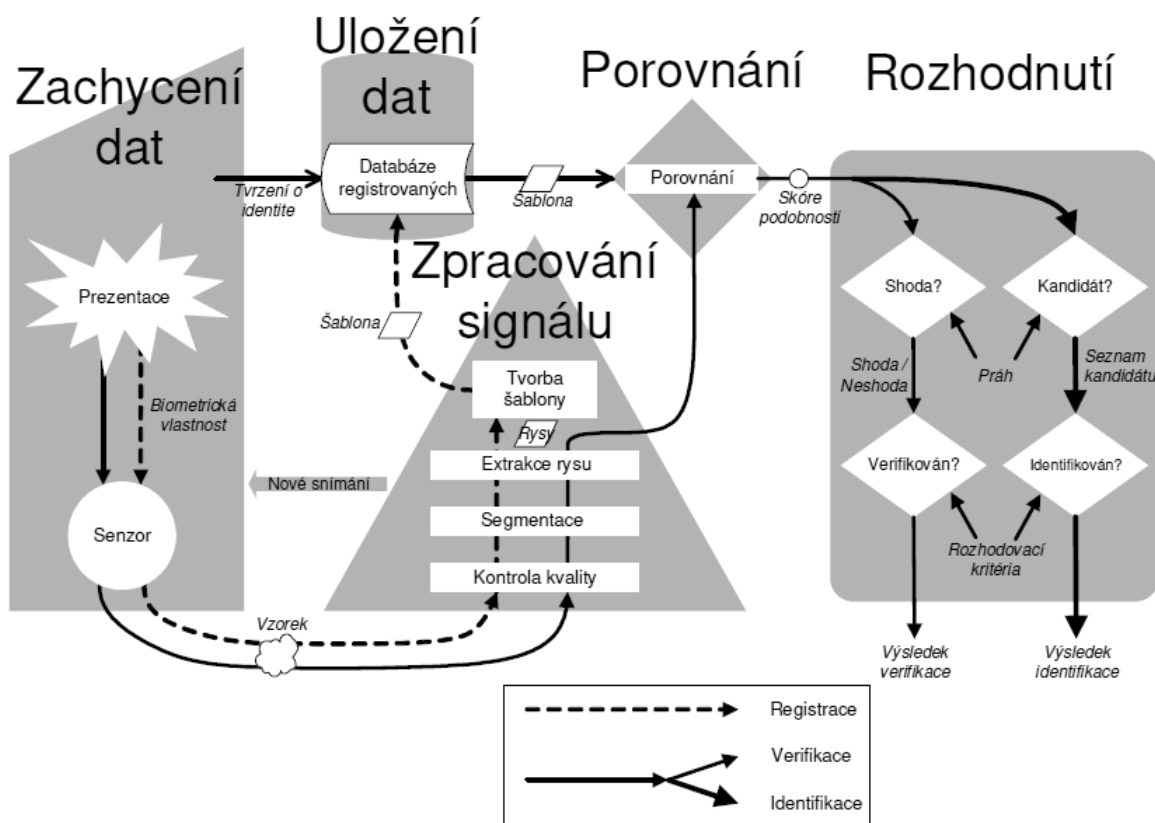 Zachycení
dat
Uložení
dat
Porovnání
Rozhodnutí
Tvrzení o
identite
Databáze
registrovaných
Šablona
Porovnání
Skóre
podobnosti
Prezentace
Biometrická
vlastnost
Senzor
Šablona
Zpracování
signálu
Tvorba
šablony
Rysy
Extrakce rysu
Segmentace
Kontrola kvality
Nové snímání
Vzorek
Shoda?
Kandidát?
Shoda /
Neshoda
Práh
Seznam
kandidátu
Verifikován?
Identifikován?
Rozhodovací
kritéria
Výsledek
verifikace
Výsledek
identifikace
Registrace
Verifikace
Identifikace